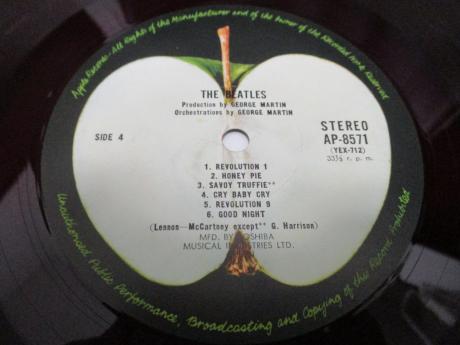 Apple Records · All Rights of the Manufacturer and of the Owner of the Recorded Work Reserved
THE BEATLES
Production by GEORGE MARTIN
Orchestrations by GEORGE MARTIN
SIDE 4
STEREO
AP-8571
(YEX-712)
33⅓ r. p. m.
1. REVOLUTION 1
2. HONEY PIE
3. SAVOY TRUFFIE**
4. CRY BABY CRY
5. REVOLUTION 9
6. GOOD NIGHT
(Lennon—McCartney except** G. Harrison)
MFD. BY TOSHIBA
MUSICAL INDUSTRIES LTD.
Unauthorised Public Performance, Broadcasting and Copying of this Record Prohibited